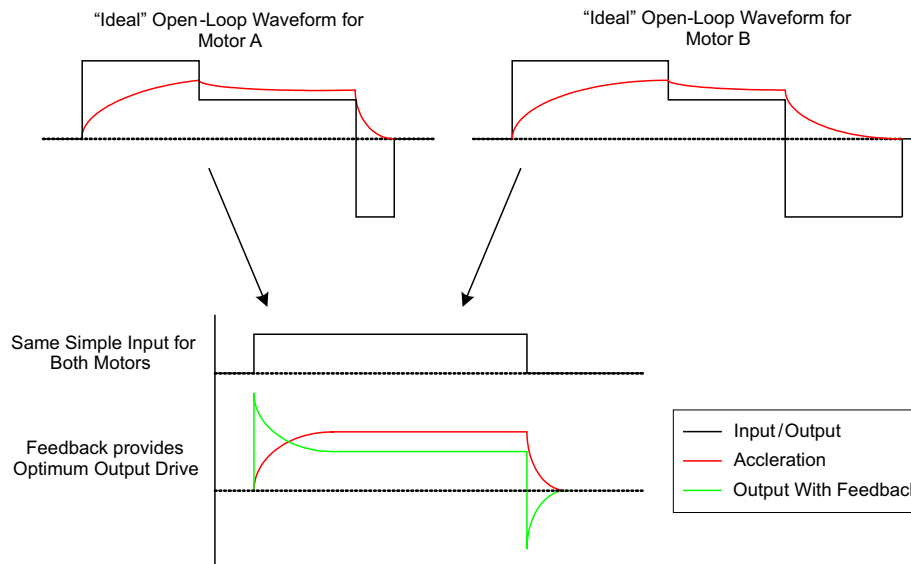 “Ideal” Open-Loop Waveform for
Motor A
“Ideal” Open-Loop Waveform for
Motor B
Same Simple Input for
Both Motors
Feedback provides
Optimum Output Drive
Input/Output
Accleration
Output With Feedback